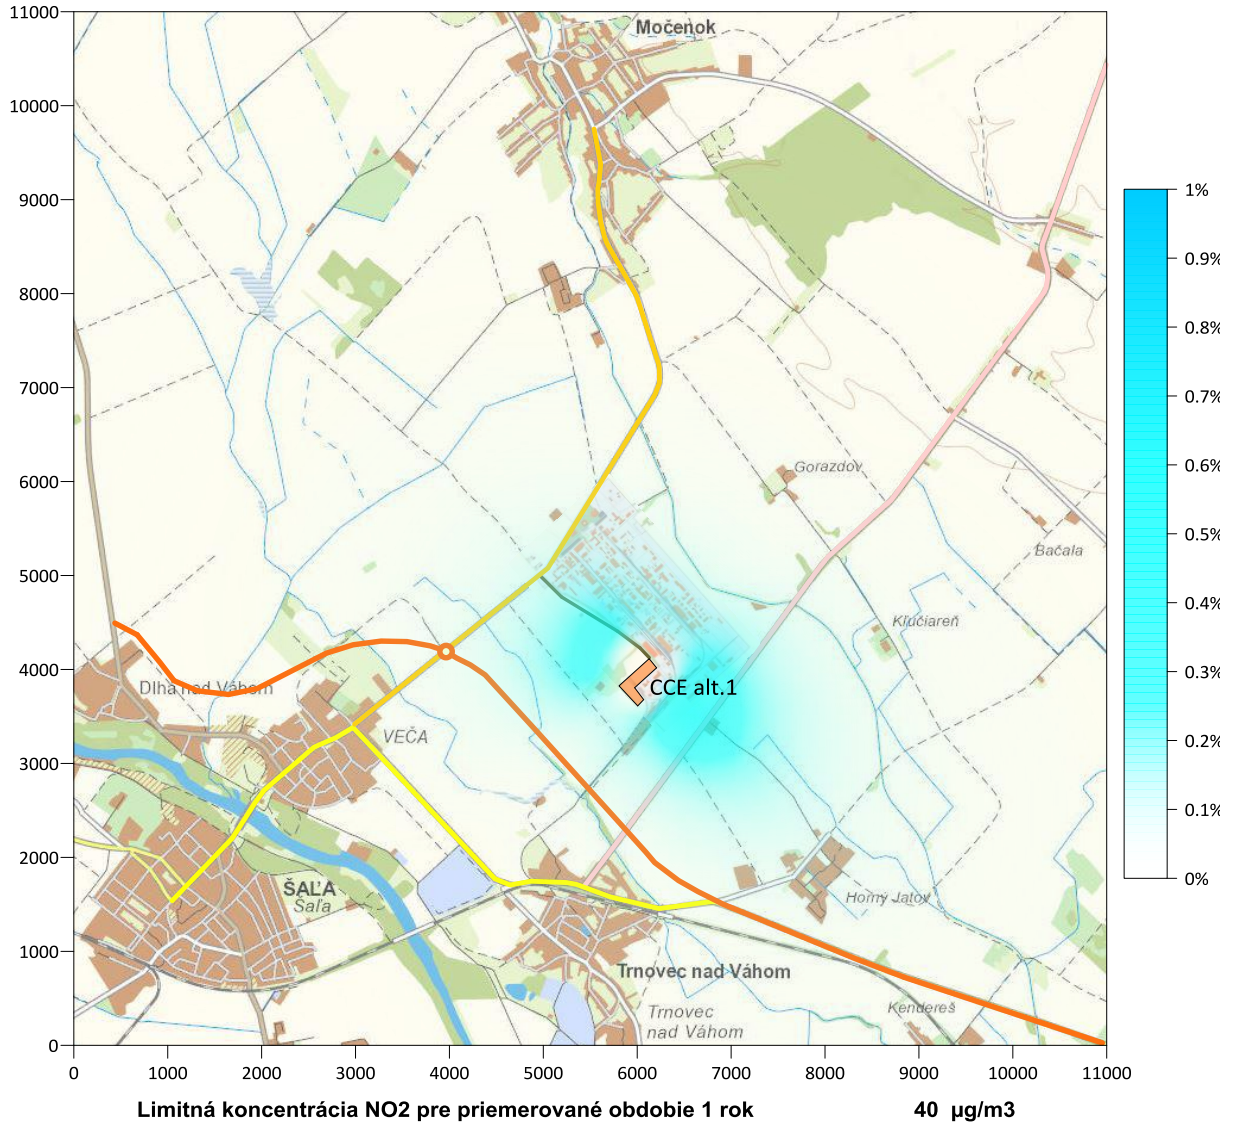 11000
10000
9000
8000
7000
6000
5000
4000
3000
2000
1000
0
0
1000
2000
3000
4000
5000
6000
7000
8000
9000
10000
11000
Močenok
Gorazdov
Bačala
Kľúčiareň
Dlhá nad Váhom
CCE alt.1
VEČA
ŠAĽA
Šaľa
Horný Jatov
Trnovec nad Váhom
Trnovec
nad Váhom
Kendereš
1%
0.9%
0.8%
0.7%
0.6%
0.5%
0.4%
0.3%
0.2%
0.1%
0%
Limitná koncentrácia NO2 pre priemerované obdobie 1 rok 40 µg/m3